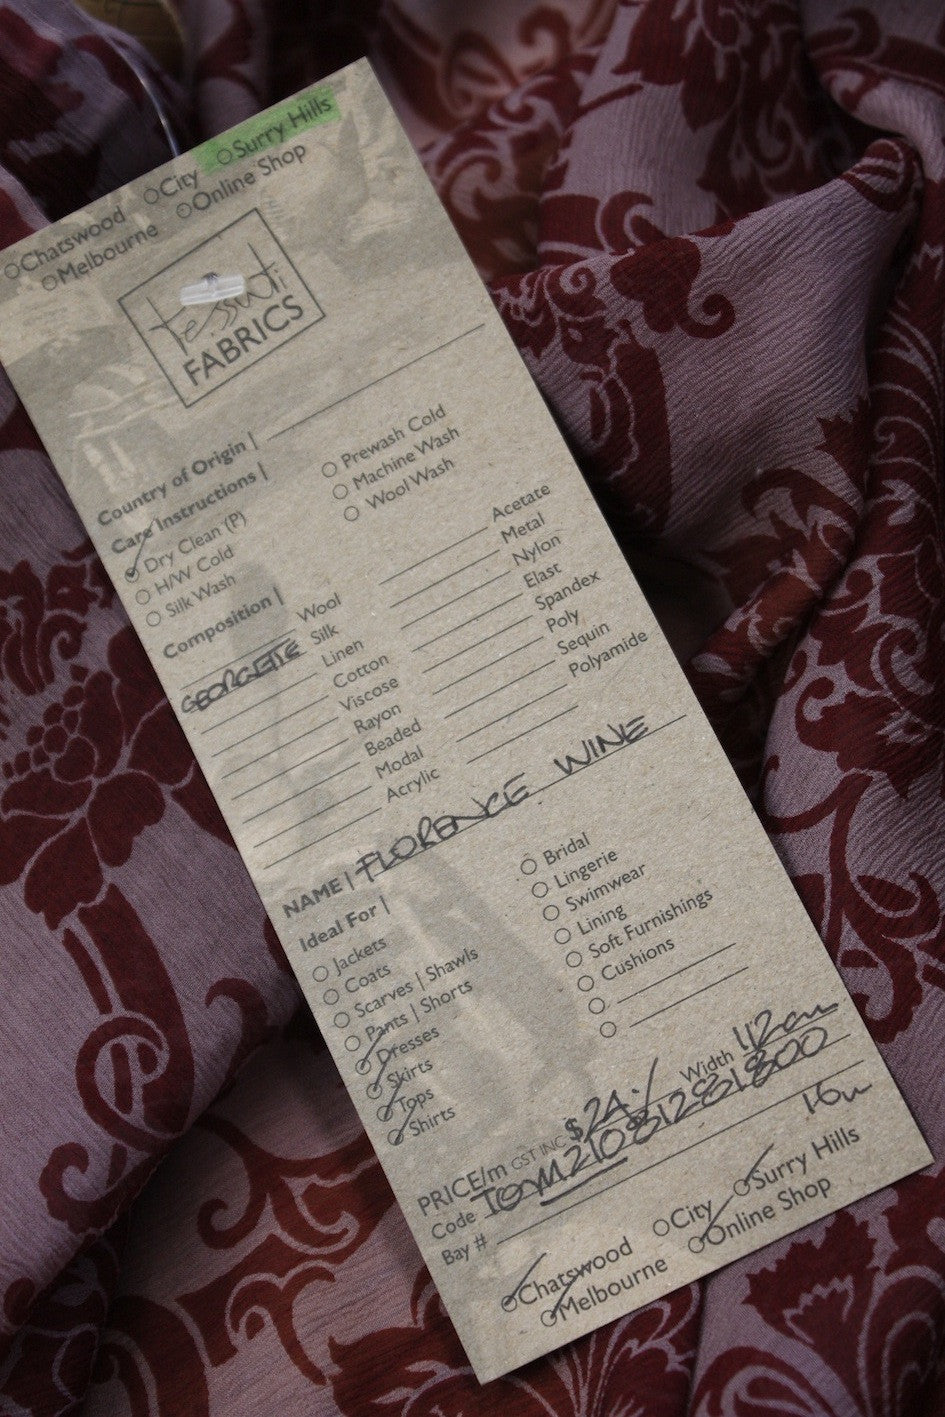 Chatswood City Surry Hills
Melbourne Online Shop
tessuti
FABRICS
Country of Origin |
Care Instructions |
Dry Clean (P) Prewash Cold
H/W Cold Machine Wash
Silk Wash Wool Wash
Composition |
Wool Acetate
GEORGETTE Silk Metal
Linen Nylon
Cotton Elast
Viscose Spandex
Rayon Poly
Beaded Sequin
Modal Polyamide
Acrylic
NAME | FLORENCE WINE
Ideal For |
Jackets Bridal
Coats Lingerie
Scarves | Shawls Swimwear
Pants | Shorts Lining
Dresses Soft Furnishings
Skirts Cushions
Tops
Shirts
PRICE/m GST INC $24./ Width 112cm
Code
Bay # 1.6m
Chatswood City Surry Hills
Melbourne Online Shop